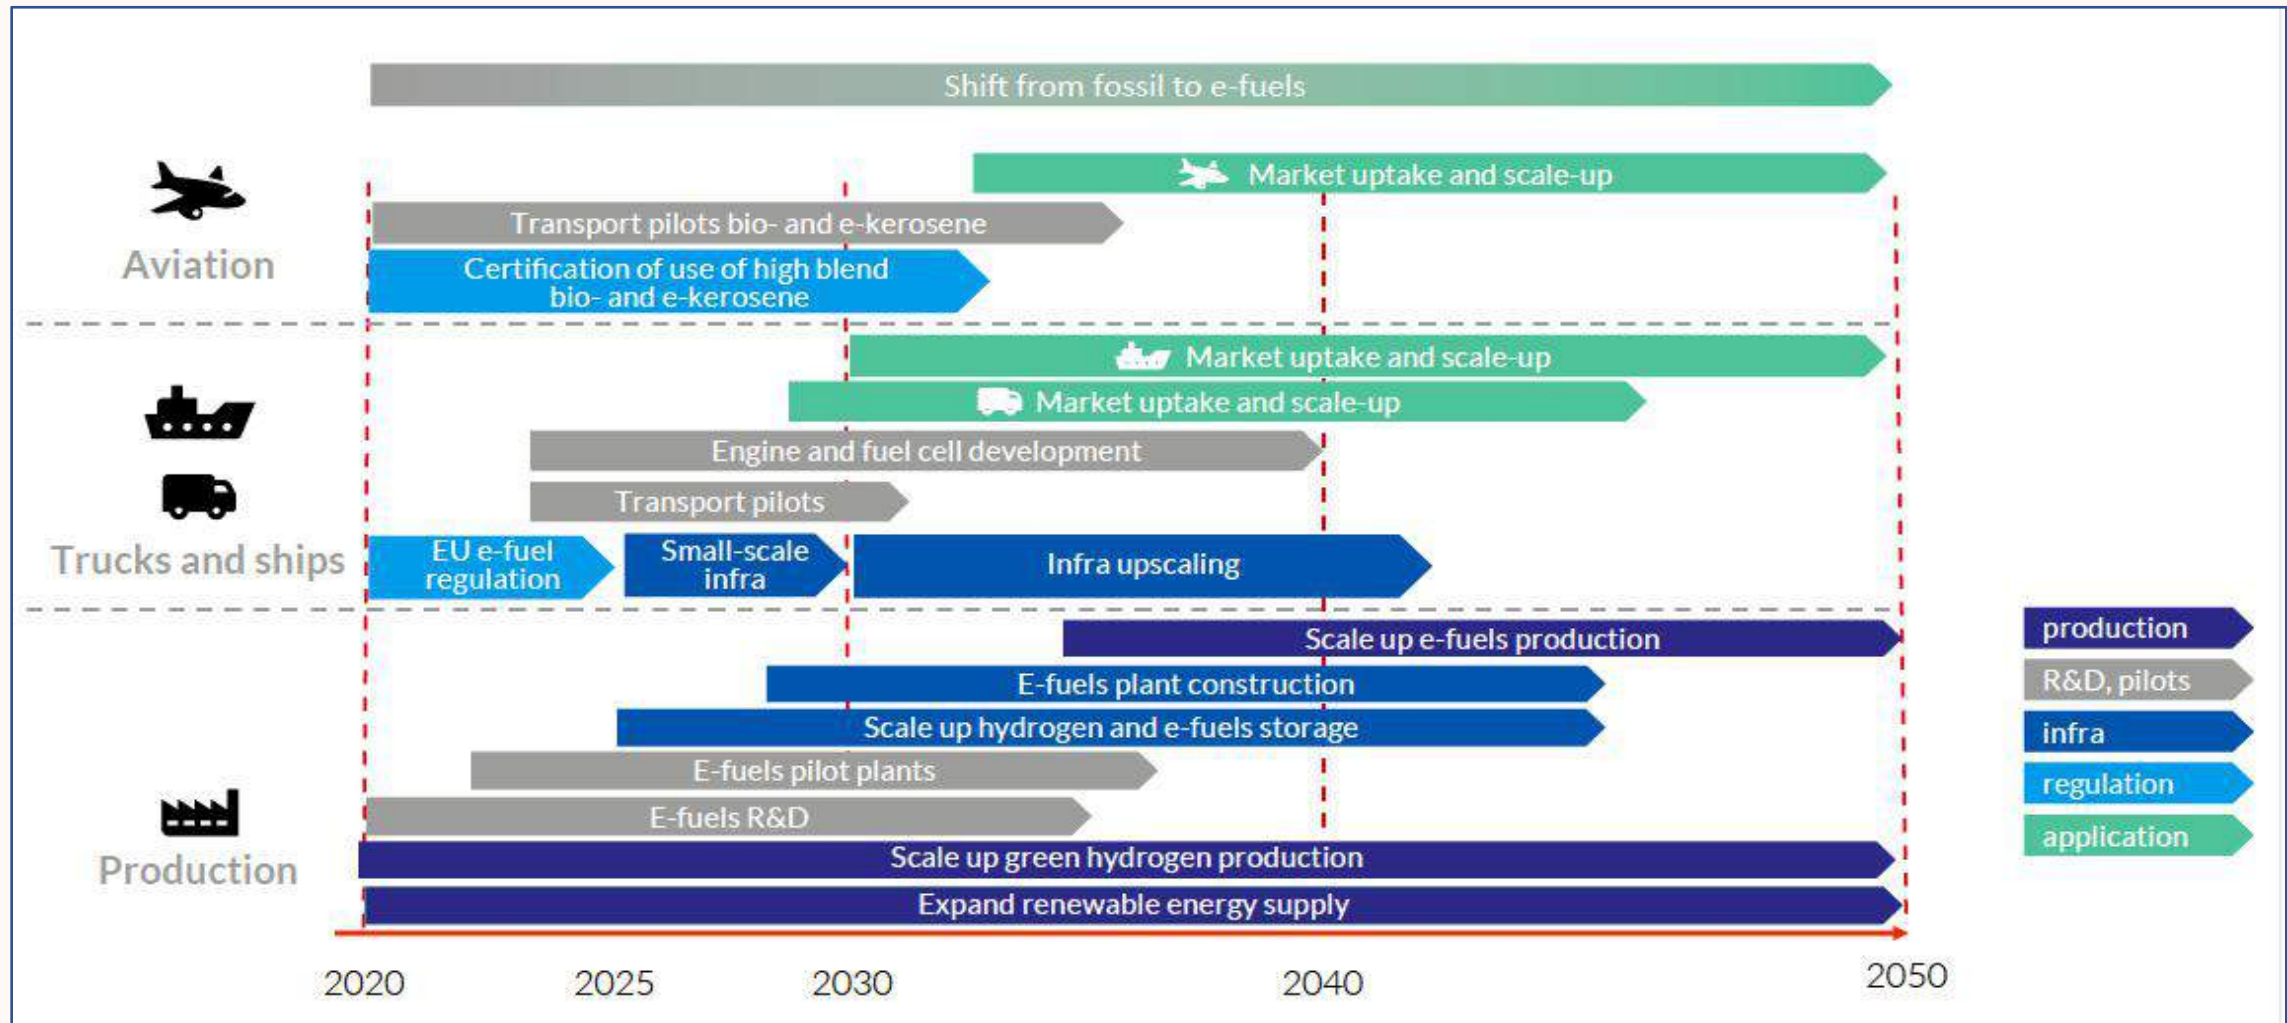 Shift from fossil to e-fuels
Market uptake and scale-up
Transport pilots bio- and e-kerosene
Aviation
Certification of use of high blend
bio- and e-kerosene
Market uptake and scale-up
Market uptake and scale-up
Engine and fuel cell development
Transport pilots
Trucks and ships
EU e-fuel
regulation
Small-scale
infra
Infra upscaling
Scale up e-fuels production
E-fuels plant construction
Scale up hydrogen and e-fuels storage
E-fuels pilot plants
E-fuels R&D
Production
Scale up green hydrogen production
Expand renewable energy supply
production
R&D, pilots
infra
regulation
application
2020
2025
2030
2040
2050